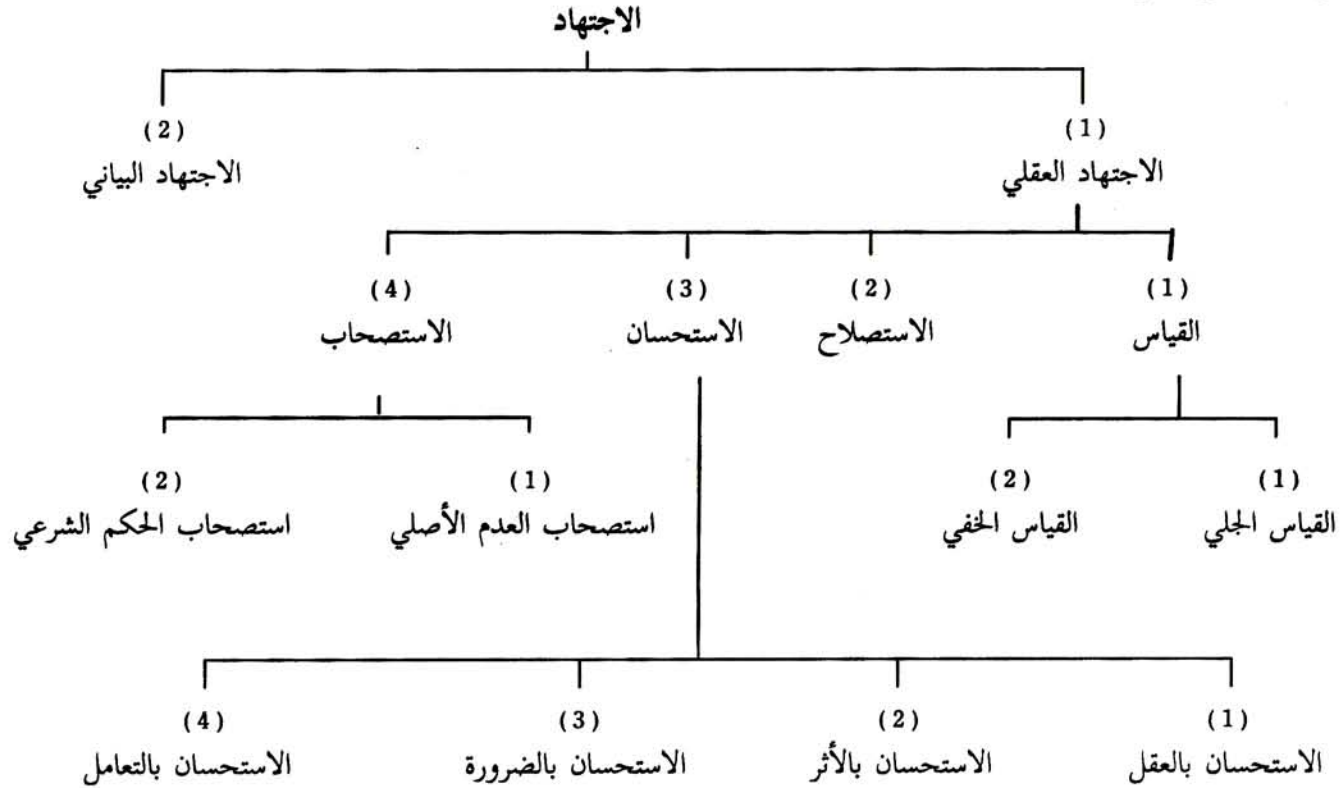 الاجتهاد
(1) (2)
الاجتهاد العقلي الاجتهاد البياني
(1) (2) (3) (4)
القياس الاستصلاح الاستحسان الاستصحاب
(1) (2) (1) (2)
القياس الجلي القياس الخفي استصحاب العدم الأصلي استصحاب الحكم الشرعي
(1) (2) (3) (4)
الاستحسان بالعقل الاستحسان بالأثر الاستحسان بالضرورة الاستحسان بالتعامل